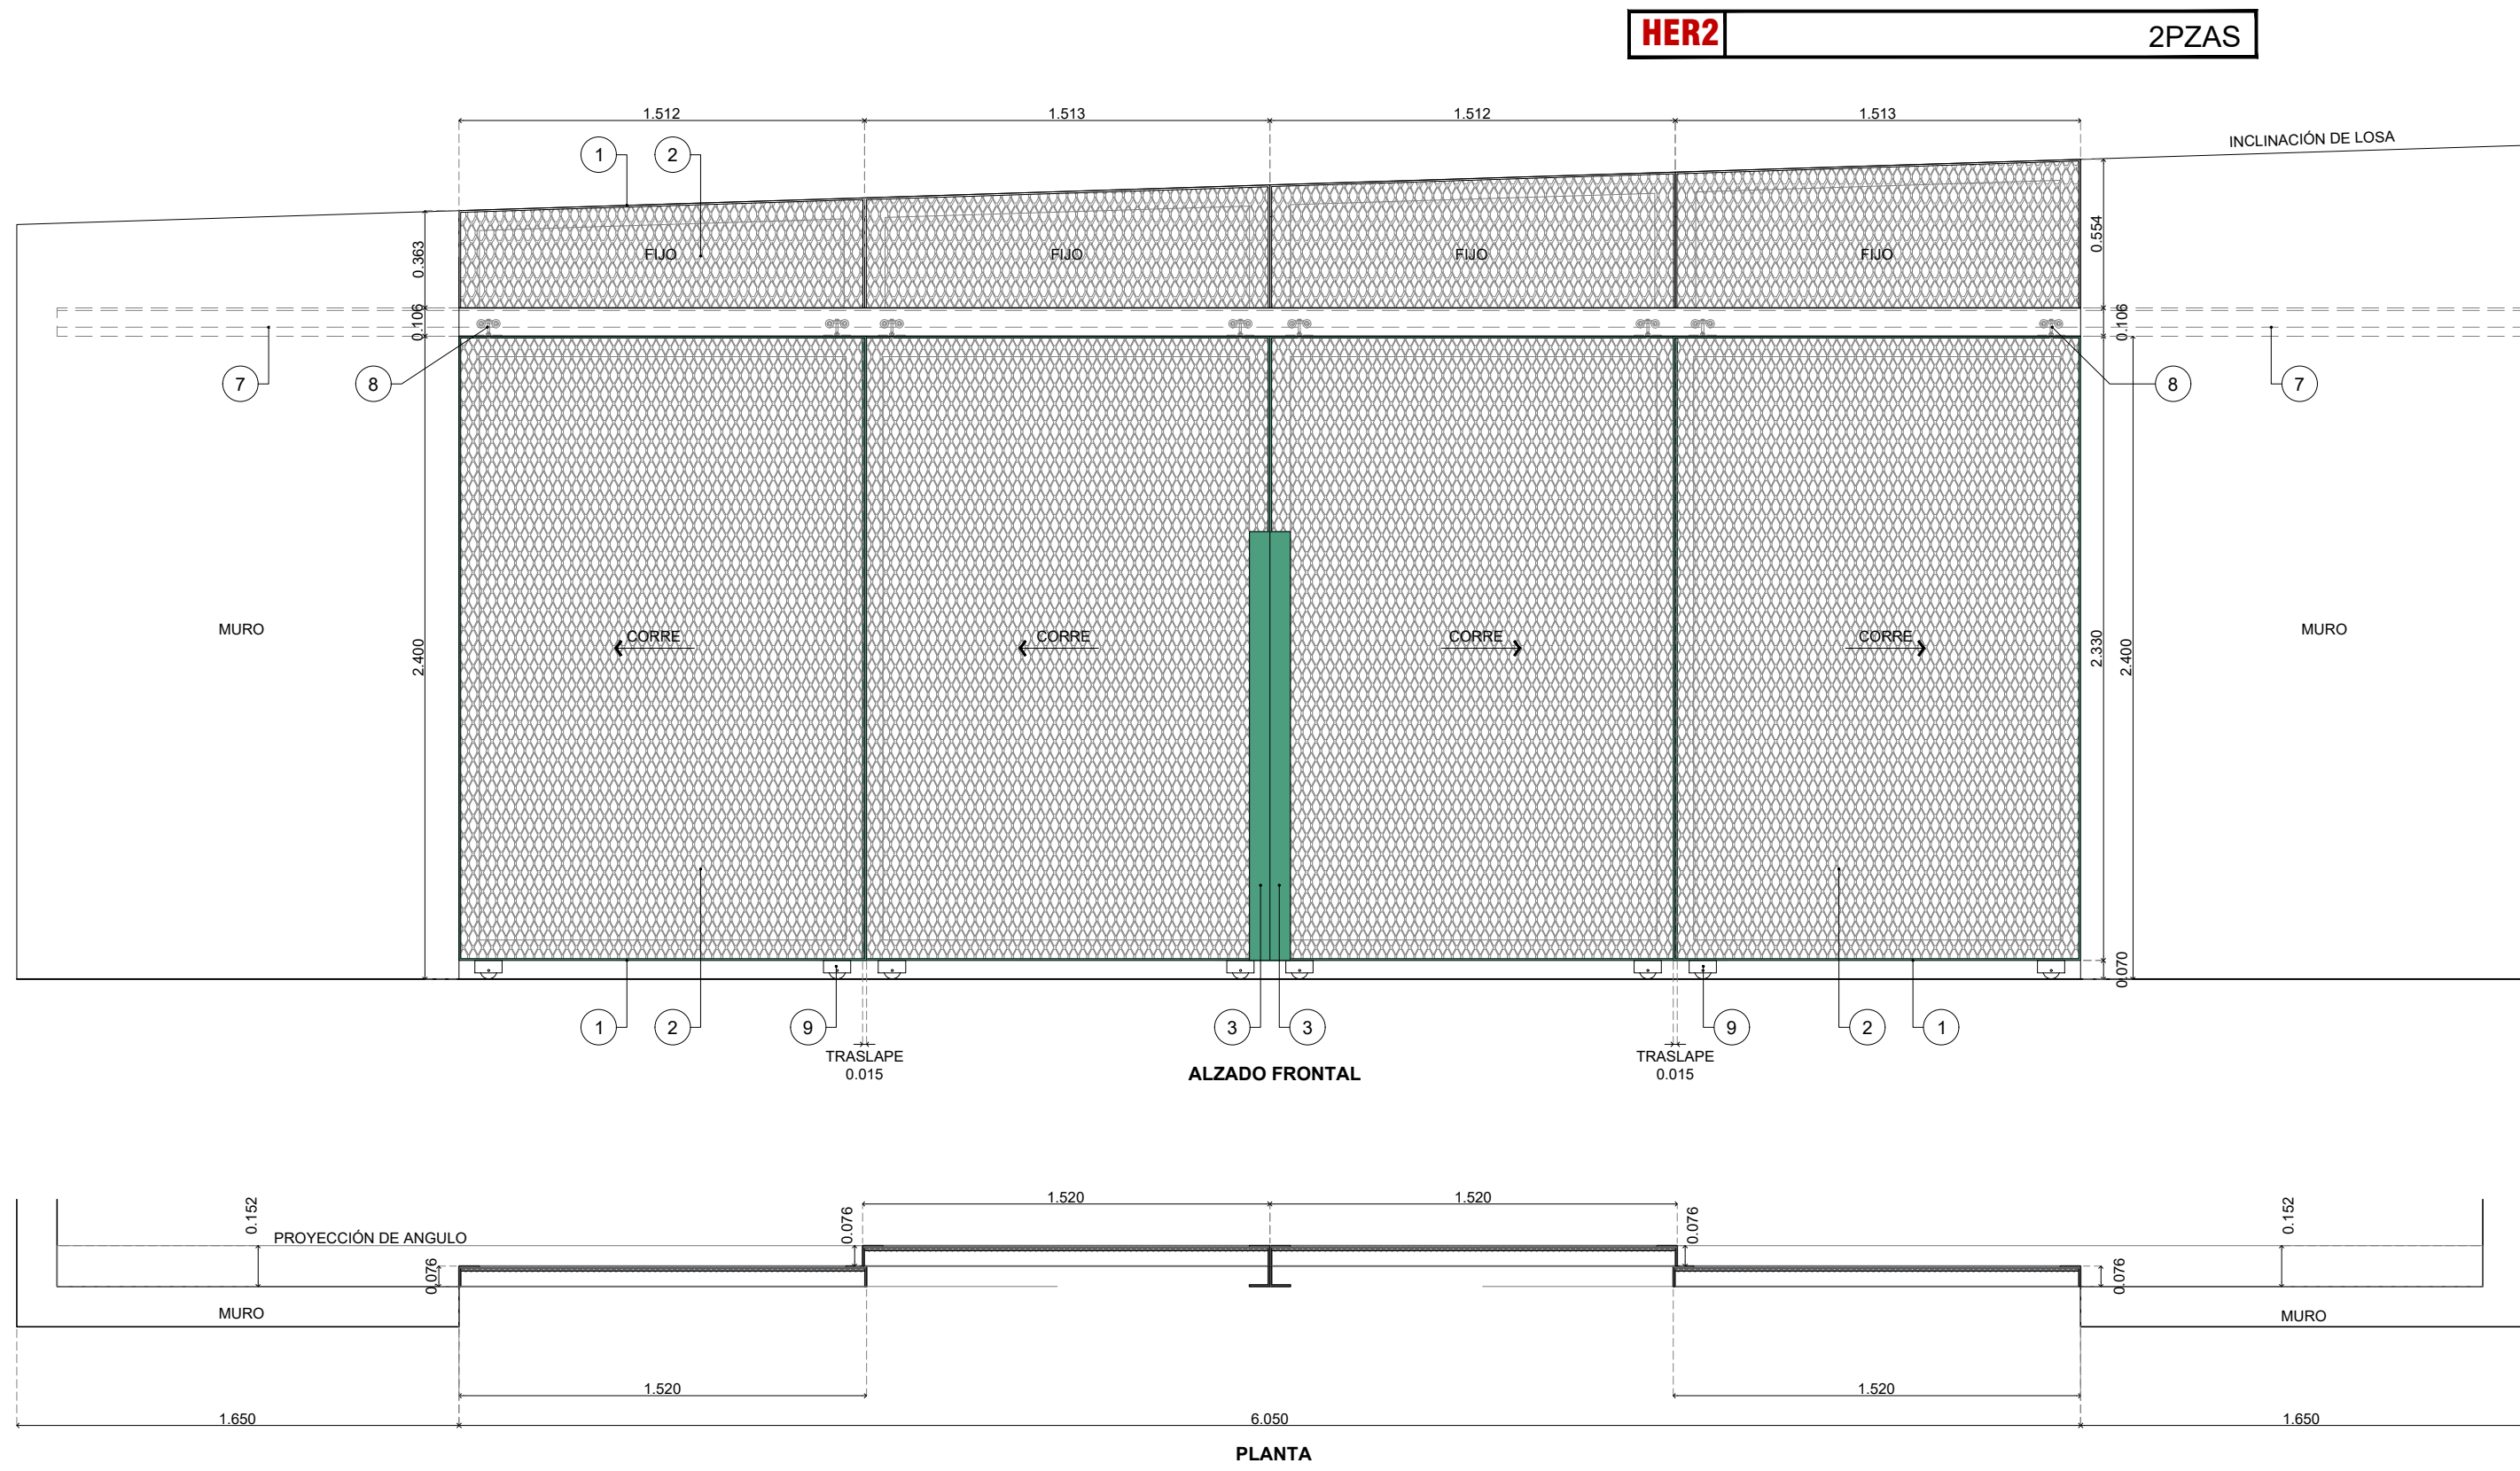 HER2 2PZAS
1.512 1.513 1.512 1.513
INCLINACIÓN DE LOSA
1 2
0.363 0.554
FIJO FIJO FIJO FIJO
0.106 0.106
7 8 8 7
MURO MURO
CORRE CORRE CORRE CORRE
2.400 2.330 2.400
0.070
1 2 9 3 3 9 2 1
TRASLAPE TRASLAPE
0.015 0.015
ALZADO FRONTAL
1.520 1.520
0.152 0.076 0.076 0.152
PROYECCIÓN DE ANGULO
0.076 0.076
MURO MURO
1.520 1.520
1.650 6.050 1.650
PLANTA